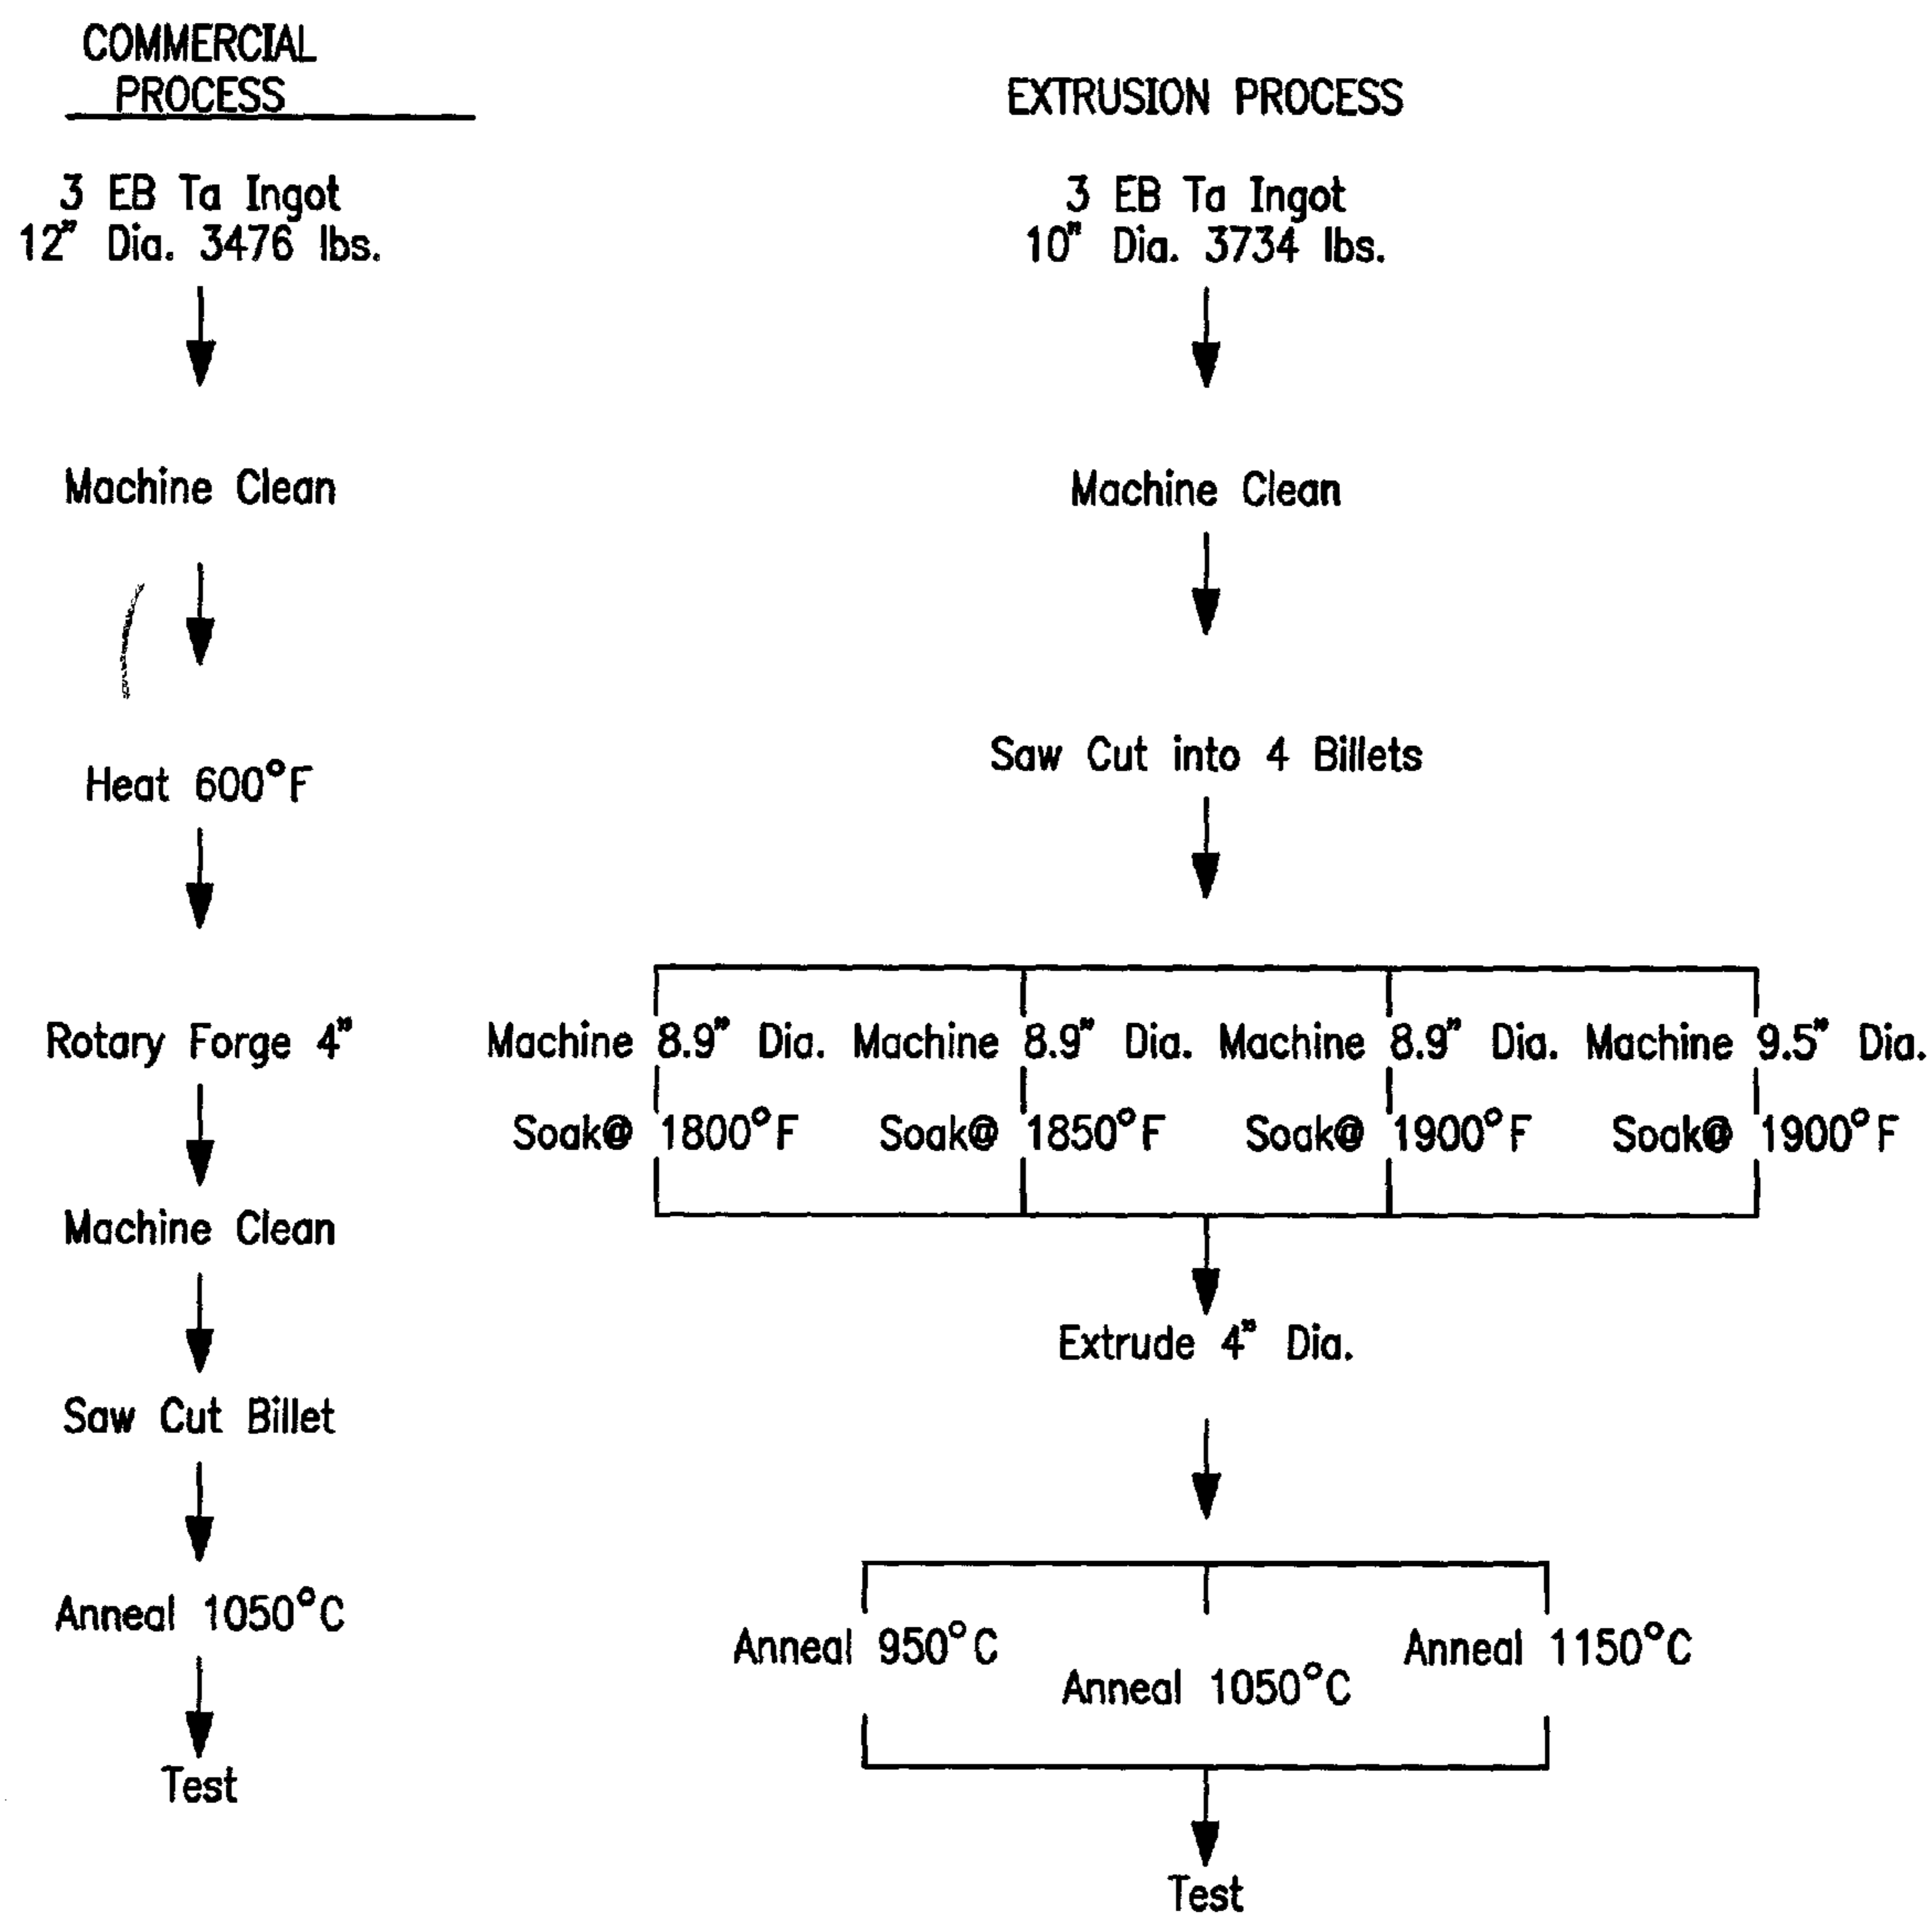 COMMERCIAL
PROCESS
3 EB Ta Ingot
12" Dia. 3476 lbs.
Machine Clean
Heat 600°F
Rotary Forge 4"
Machine Clean
Saw Cut Billet
Anneal 1050°C
Test
EXTRUSION PROCESS
3 EB Ta Ingot
10" Dia. 3734 lbs.
Machine Clean
Saw Cut into 4 Billets
Machine 8.9" Dia. Machine 8.9" Dia. Machine 8.9" Dia. Machine 9.5" Dia.
Soak@ 1800°F Soak@ 1850°F Soak@ 1900°F Soak@ 1900°F
Extrude 4" Dia.
Anneal 950°C
Anneal 1050°C
Anneal 1150°C
Test